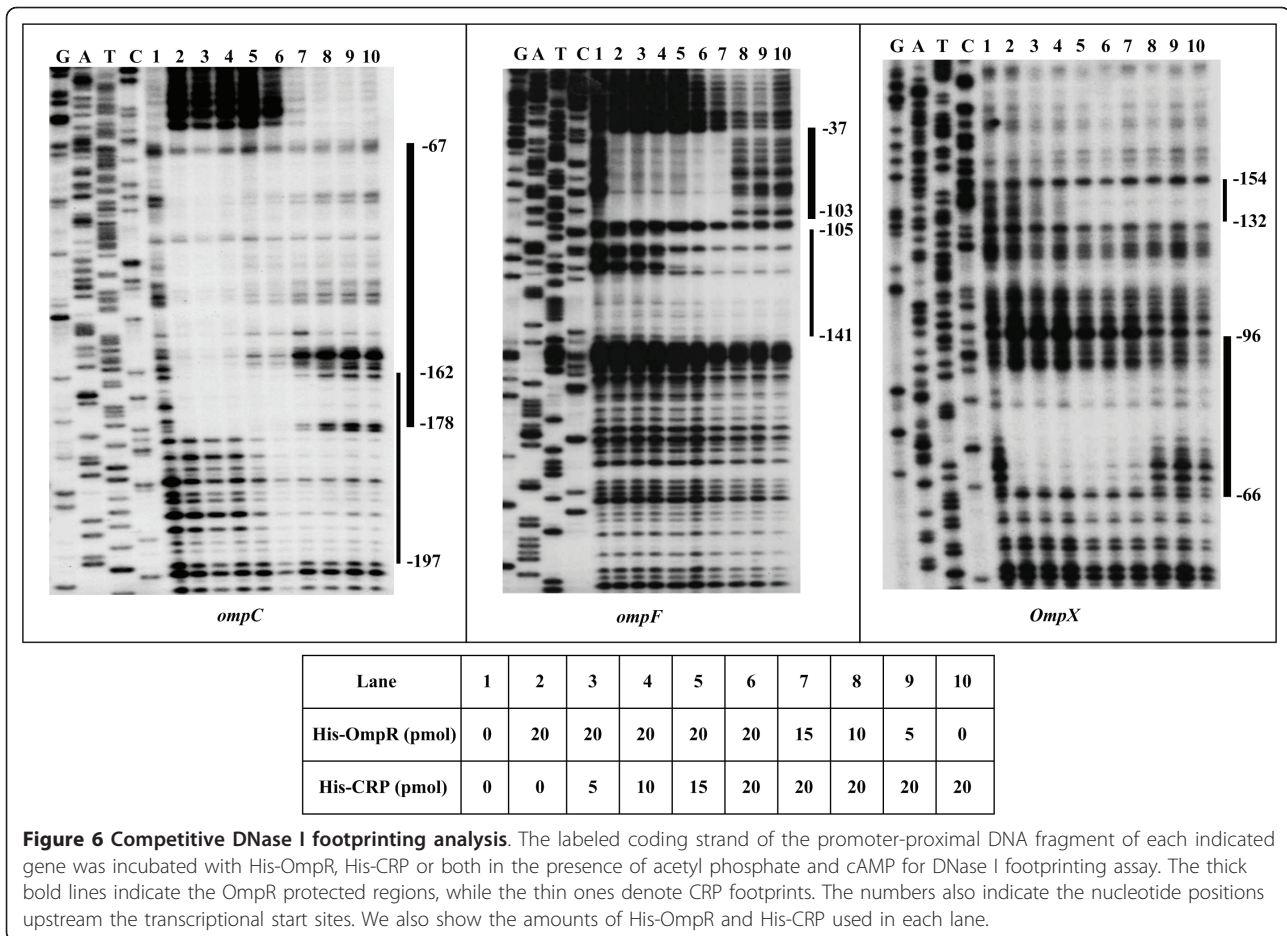 G A T C 1 2 3 4 5 6 7 8 9 10
-67
-162
-178
-197
ompC
G A T C 1 2 3 4 5 6 7 8 9 10
-37
-103
-105
-141
ompF
G A T C 1 2 3 4 5 6 7 8 9 10
-154
-132
-96
-66
OmpX
Lane 1 2 3 4 5 6 7 8 9 10
His-OmpR (pmol) 0 20 20 20 20 20 15 10 5 0
His-CRP (pmol) 0 0 5 10 15 20 20 20 20 20
Figure 6 Competitive DNase I footprinting analysis. The labeled coding strand of the promoter-proximal DNA fragment of each indicated
gene was incubated with His-OmpR, His-CRP or both in the presence of acetyl phosphate and cAMP for DNase I footprinting assay. The thick
bold lines indicate the OmpR protected regions, while the thin ones denote CRP footprints. The numbers also indicate the nucleotide positions
upstream the transcriptional start sites. We also show the amounts of His-OmpR and His-CRP used in each lane.